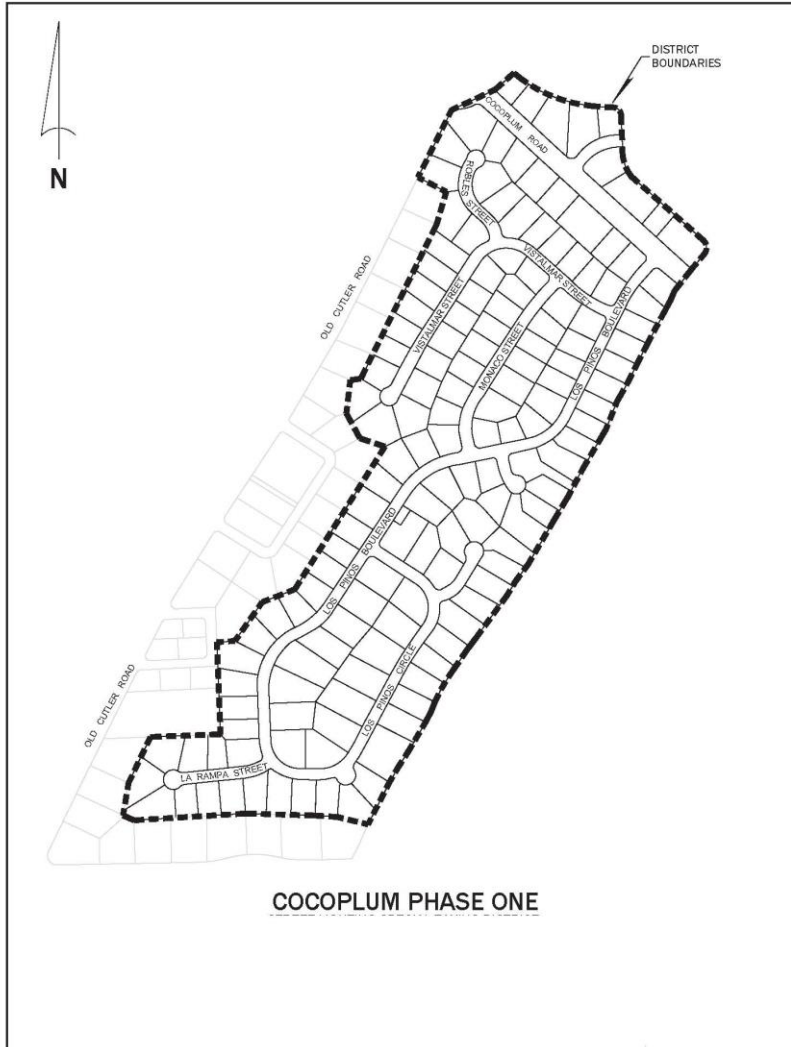 DISTRICT
BOUNDARIES
N
COCOPLUM ROAD
ROBLES
STREET
VISTALMAR STREET
OLD CUTLER ROAD
VISTALMAR STREET
MONACO STREET
LOS PINOS BOULEVARD
LOS PINOS BOULEVARD
LOS PINOS CIRCLE
OLD CUTLER ROAD
LA RAMPA STREET
COCOPLUM PHASE ONE